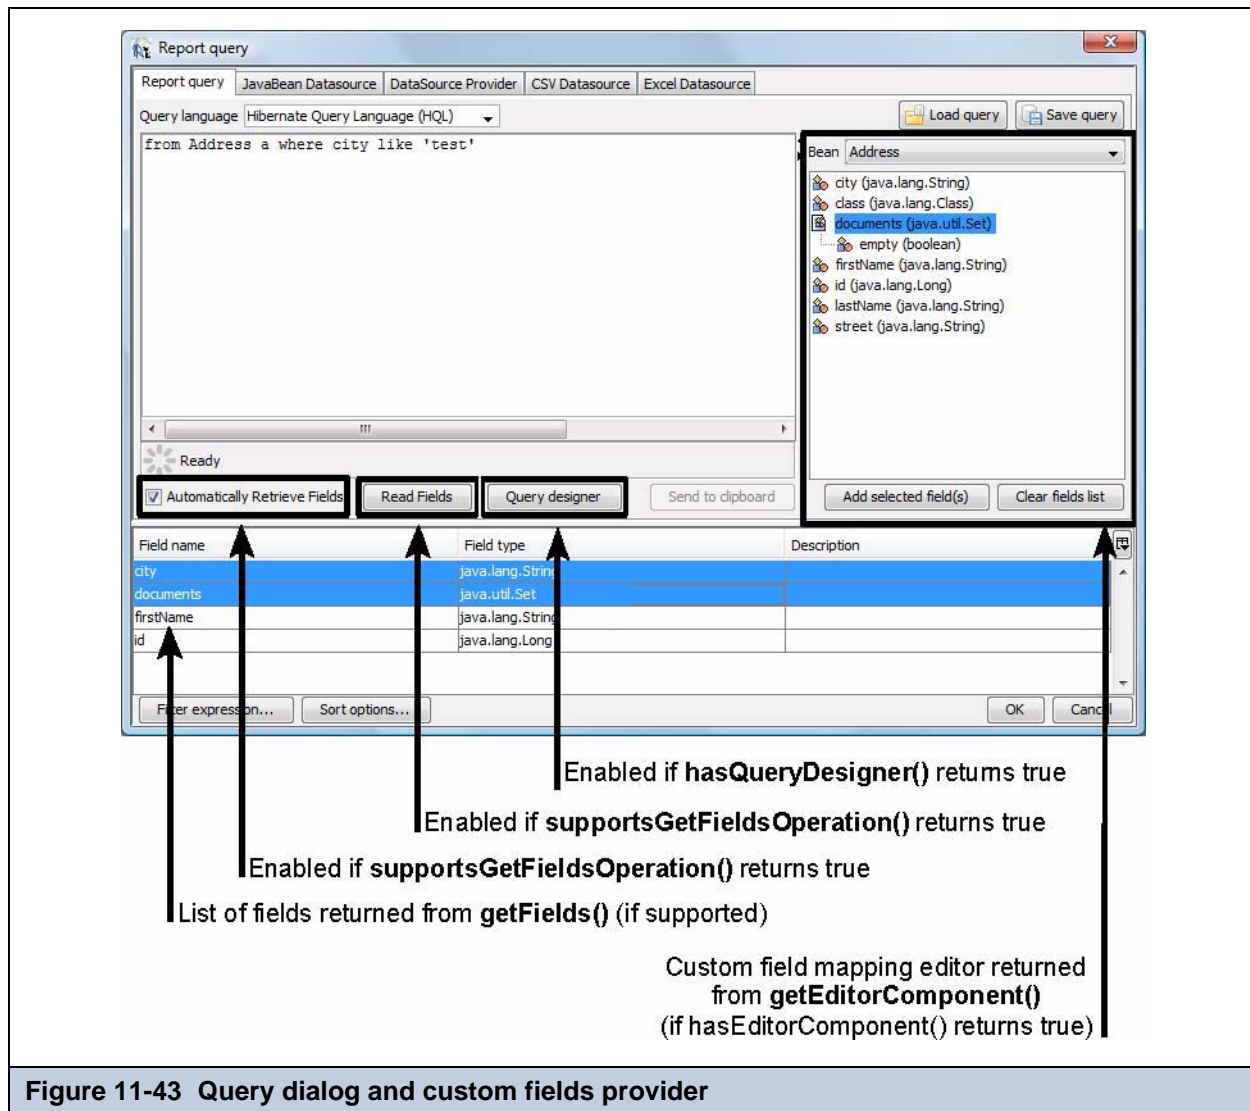 Report query
Report query JavaBean Datasource DataSource Provider CSV Datasource Excel Datasource
Query language Hibernate Query Language (HQL) Load query Save query
from Address a where city like 'test'
Bean Address
city (java.lang.String)
class (java.lang.Class)
documents (java.util.Set)
empty (boolean)
firstName (java.lang.String)
id (java.lang.Long)
lastName (java.lang.String)
street (java.lang.String)
Ready
Automatically Retrieve Fields Read Fields Query designer Send to clipboard Add selected field(s) Clear fields list
Field name Field type Description
city java.lang.String
documents java.util.Set
firstName java.lang.String
id java.lang.Long
Filter expression... Sort options... OK Cancel
Enabled if hasQueryDesigner() returns true
Enabled if supportsGetFieldsOperation() returns true
Enabled if supportsGetFieldsOperation() returns true
List of fields returned from getFields() (if supported)
Custom field mapping editor returned
from getEditorComponent()
(if hasEditorComponent() returns true)
Figure 11-43 Query dialog and custom fields provider